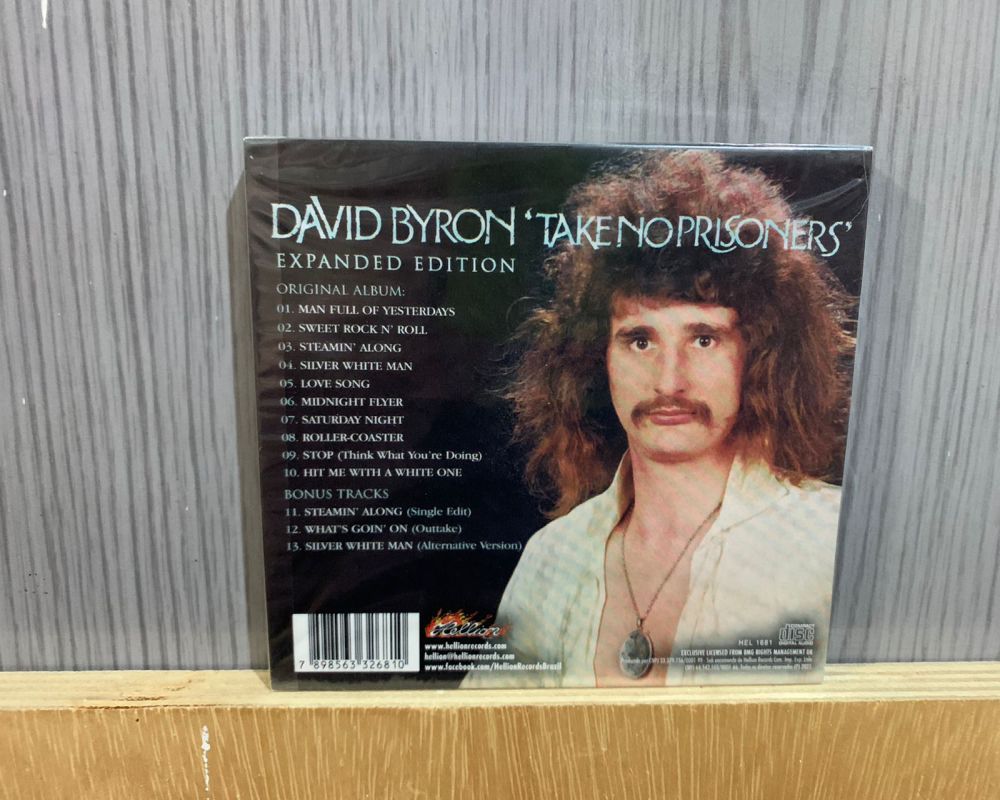 DAVID BYRON 'TAKE NO PRISONERS'
EXPANDED EDITION
ORIGINAL ALBUM:
01. MAN FULL OF YESTERDAYS
02. SWEET ROCK N' ROLL
03. STEAMIN' ALONG
04. SILVER WHITE MAN
05. LOVE SONG
06. MIDNIGHT FLYER
07. SATURDAY NIGHT
08. ROLLER-COASTER
09. STOP (Think What You're Doing)
10. HIT ME WITH A WHITE ONE
BONUS TRACKS
11. STEAMIN' ALONG (Single Edit)
12. WHAT'S GOIN' ON (Outtake)
13. SILVER WHITE MAN (Alternative Version)
7 898563 326810
Hellion
www.hellionrecords.com
hellion@hellionrecords.com
www.facebook.com/HellionRecordsBrazil
HEL 1681
COMPACT
disc
DIGITAL AUDIO
EXCLUSIVE LICENSED FROM BMG RIGHTS MANAGEMENT UK